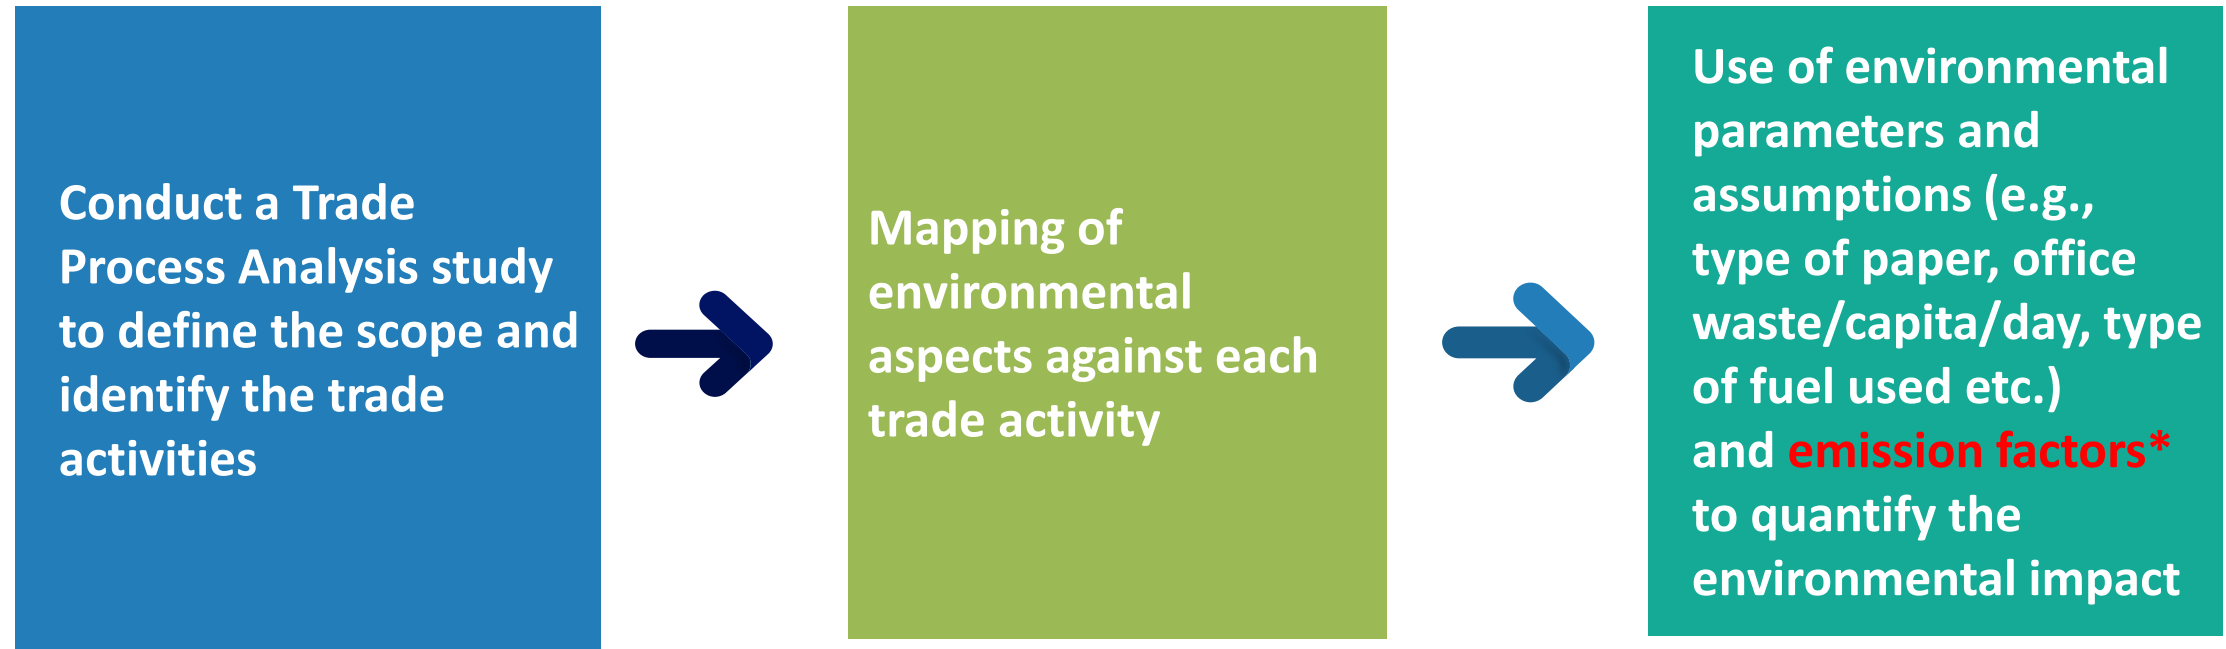 Conduct a Trade
Process Analysis study
to define the scope and
identify the trade
activities
Mapping of
environmental
aspects against each
trade activity
Use of environmental
parameters and
assumptions (e.g.,
type of paper, office
waste/capita/day, type
of fuel used etc.)
and emission factors*
to quantify the
environmental impact